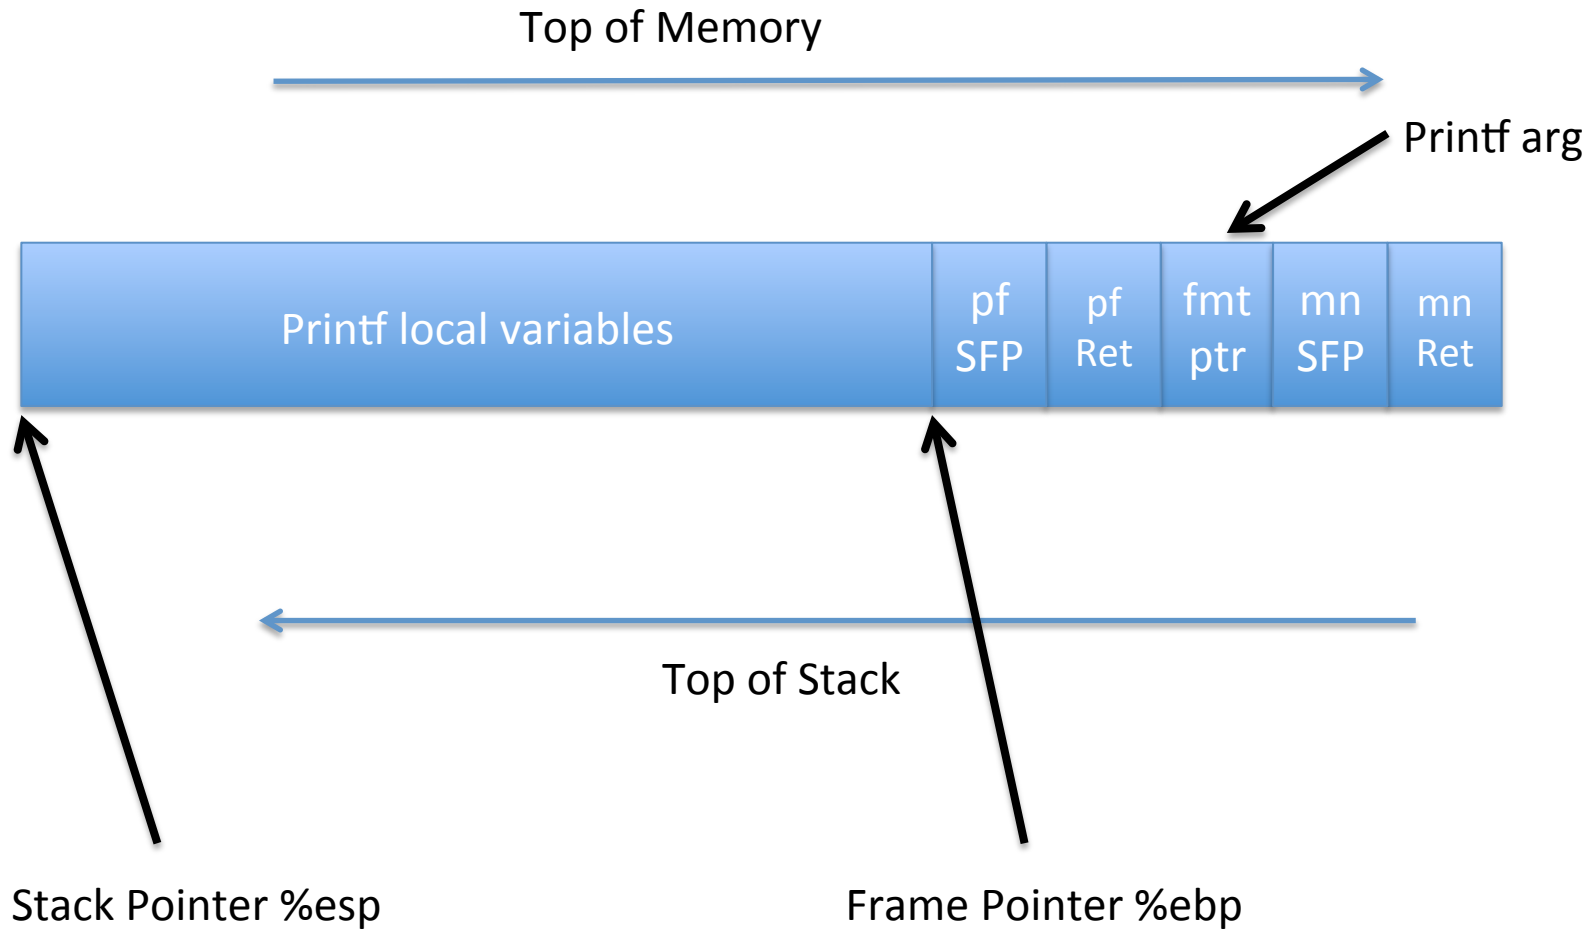 Top of Memory
Printf arg
Printf local variables
pf
SFP
pf
Ret
fmt
ptr
mn
SFP
mn
Ret
Top of Stack
Stack Pointer %esp
Frame Pointer %ebp